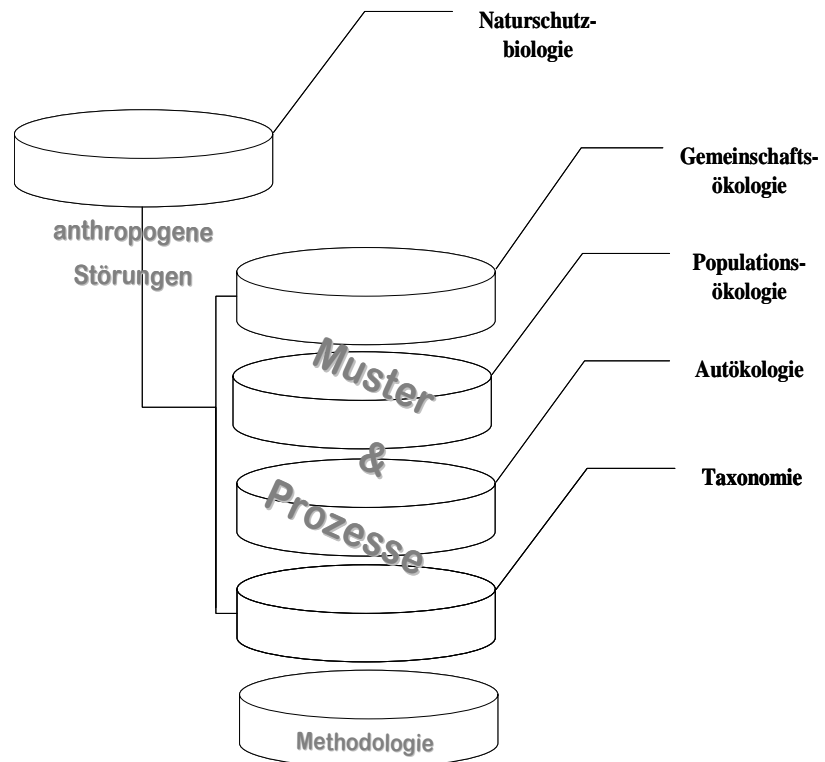 Naturschutz-
biologie
Gemeinschafts-
ökologie
anthropogene
Störungen
Populations-
ökologie
Muster
Autökologie
&
Taxonomie
Prozesse
Methodologie